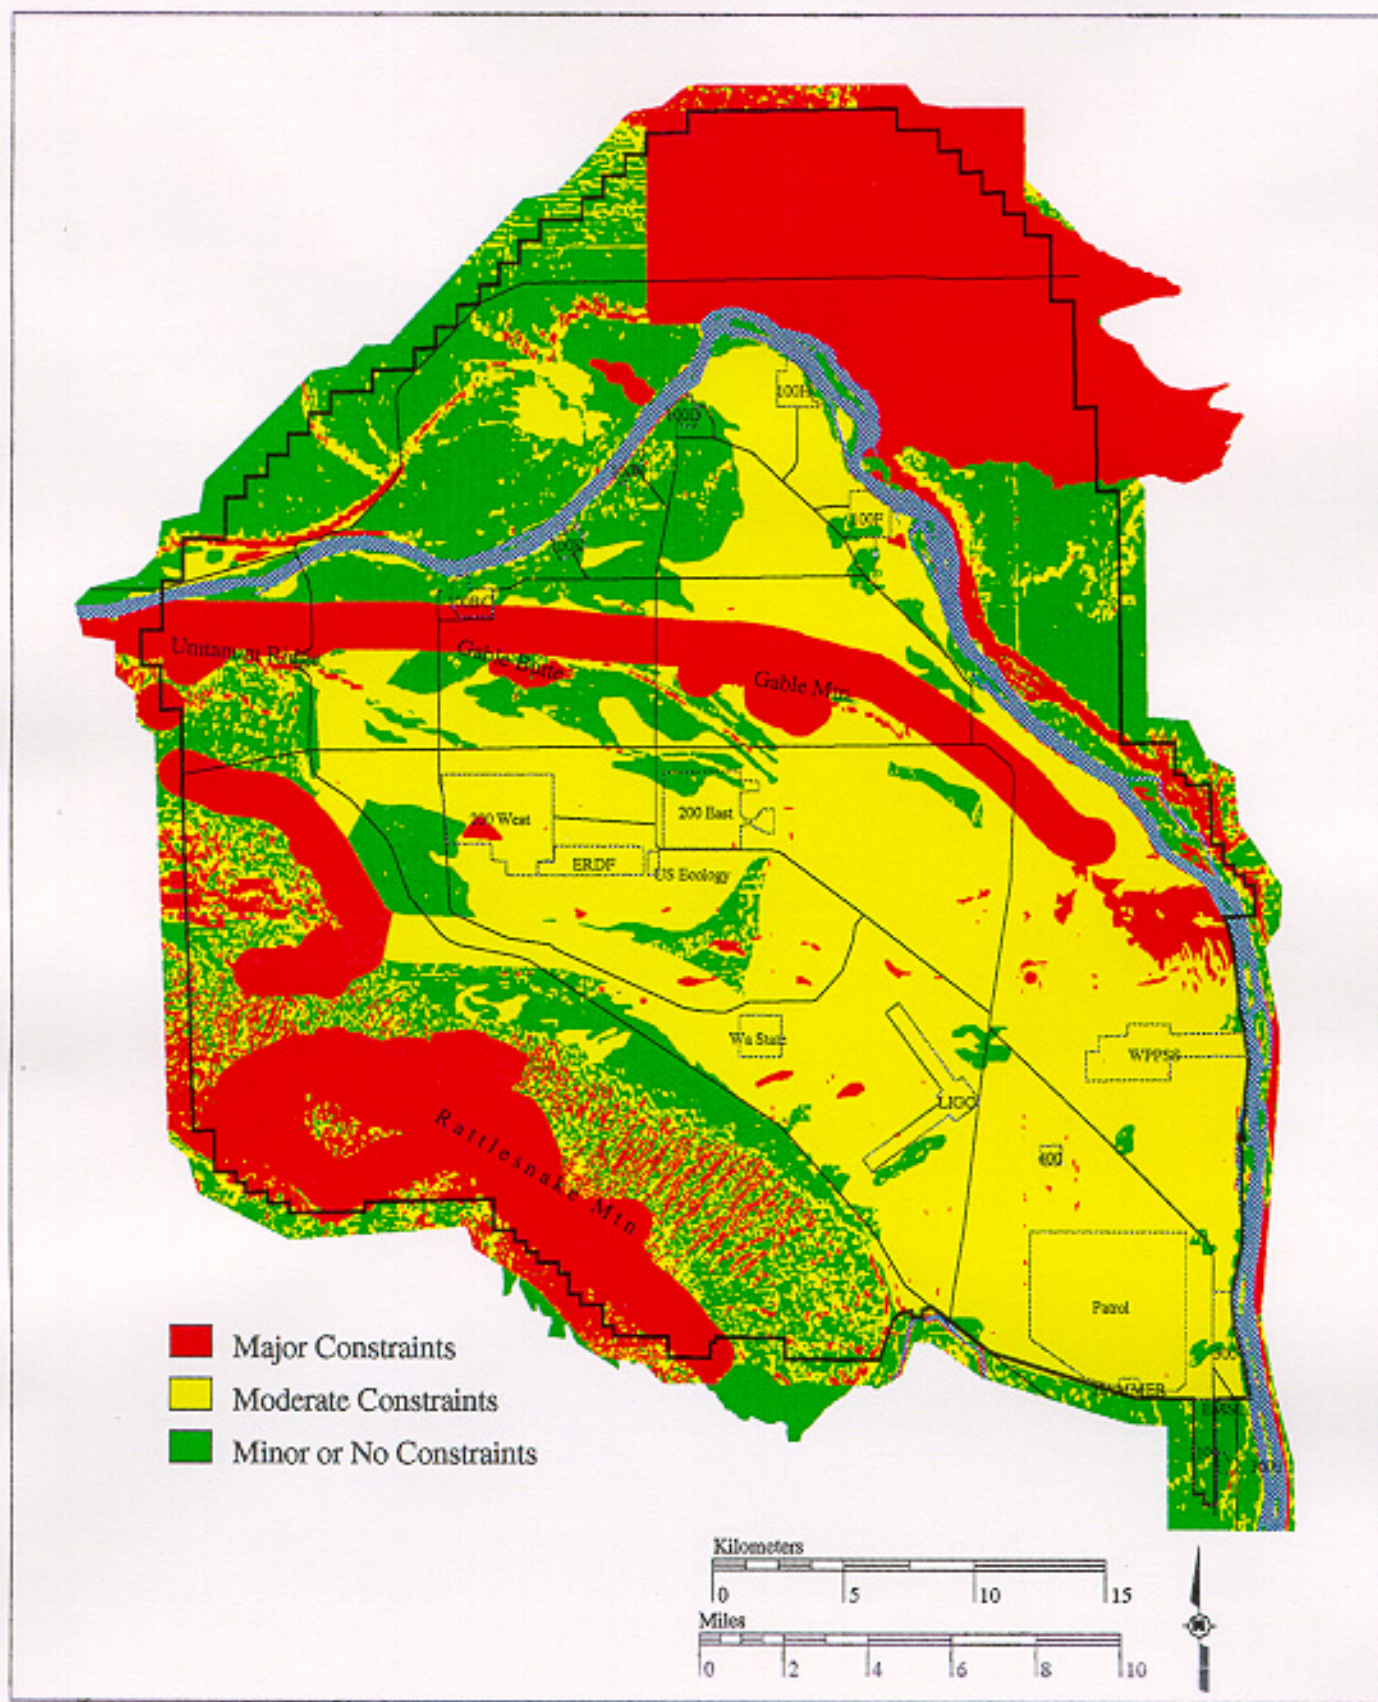 100H
100D
100F
Umtanum Ridge
Gable Butte
Gable Mtn
200 West
200 East
ERDF
US Ecology
Wa State
WPPSS
LIGO
400
Rattlesnake Mtn
Patrol
Major Constraints
Moderate Constraints
Minor or No Constraints
Kilometers
0 5 10 15
Miles
0 2 4 6 8 10
N